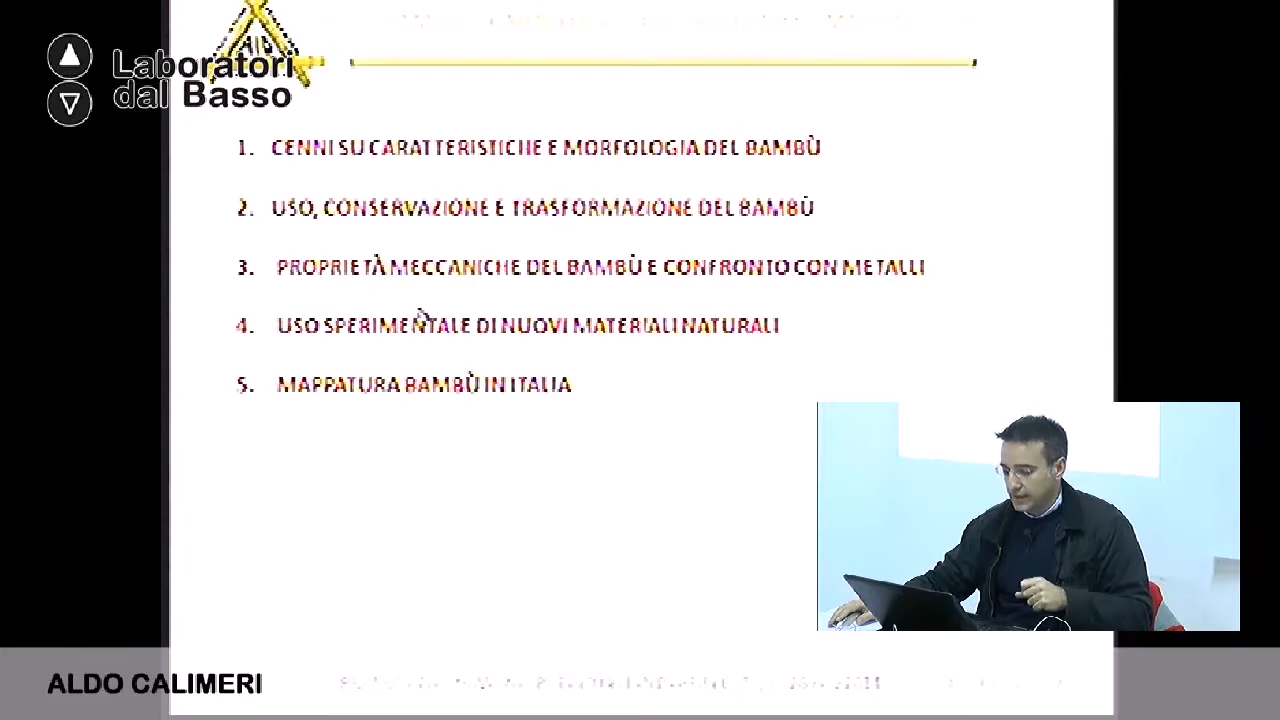 AIB
Laboratori
dal Basso
1. CENNI SU CARATTERISTICHE E MORFOLOGIA DEL BAMBÙ
2. USO, CONSERVAZIONE E TRASFORMAZIONE DEL BAMBÙ
3. PROPRIETÀ MECCANICHE DEL BAMBÙ E CONFRONTO CON METALLI
4. USO SPERIMENTALE DI NUOVI MATERIALI NATURALI
5. MAPPATURA BAMBÙ IN ITALIA
ALDO CALIMERI